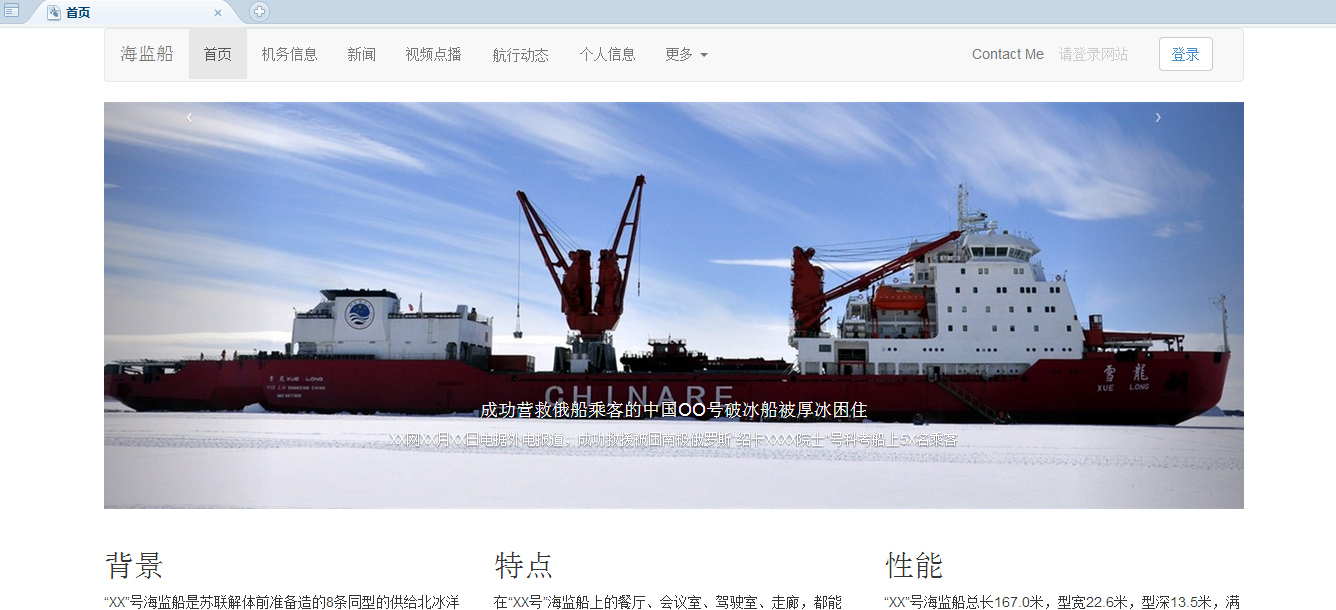 首页
海监船 首页 机务信息 新闻 视频点播 航行动态 个人信息 更多 Contact Me 请登录网站 登录
雪龙 XUE LONG
CHINARE
雪龍
XUE LONG
成功营救俄船乘客的中国OO号破冰船被厚冰困住
XX网XX月XX日电据外电报道，成功救援被困南极俄罗斯“绍卡XXXX院士”号科考船上5X名乘客
背景
“XX”号海监船是苏联解体前准备造的8条同型的供给北冰洋
特点
在“XX号”海监船上的餐厅、会议室、驾驶室、走廊，都能
性能
“XX”号海监船总长167.0米，型宽22.6米，型深13.5米，满